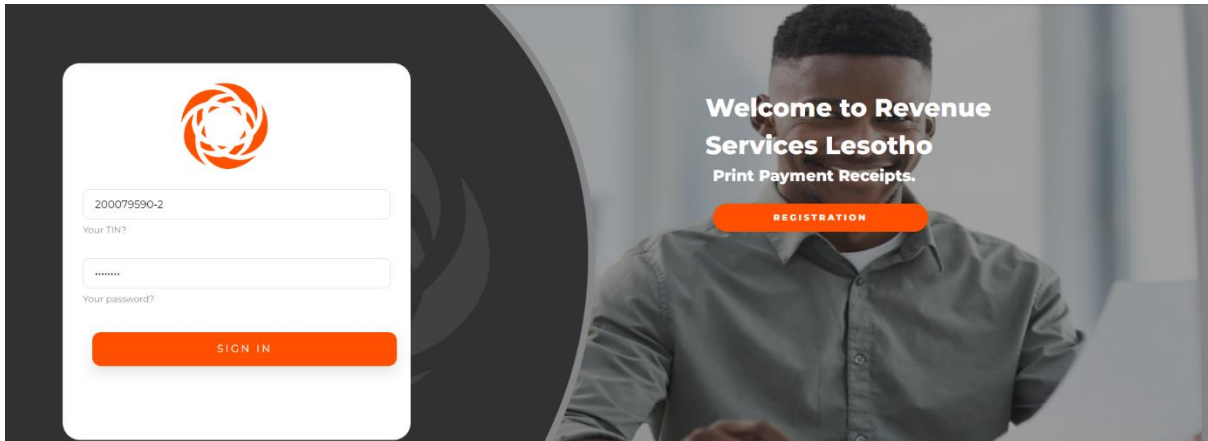 200079590-2
Your TIN?
········
Your password?
SIGN IN
Welcome to Revenue
Services Lesotho
Print Payment Receipts.
REGISTRATION